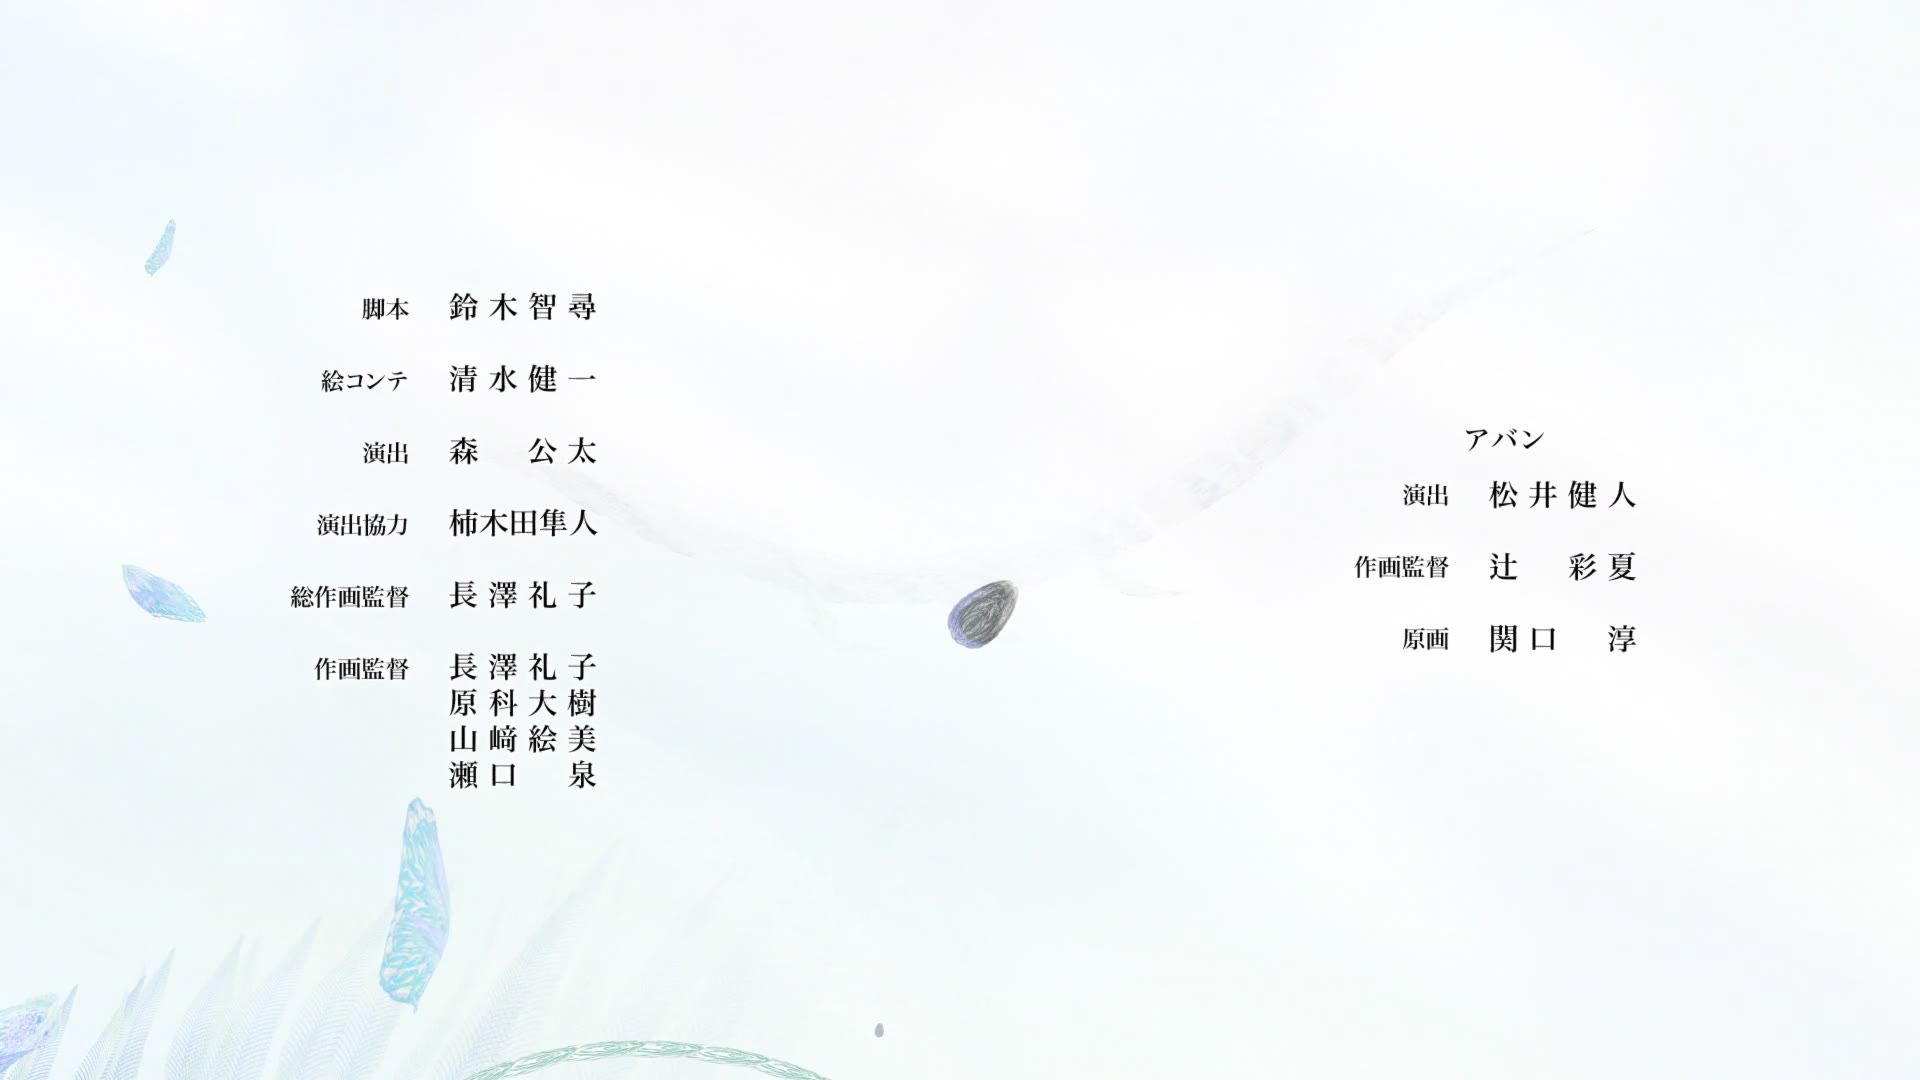 脚本 鈴木智尋
絵コンテ 清水健一
演出 森 公太
演出協力 柿木田隼人
総作画監督 長澤礼子
作画監督 長澤礼子
原科大樹
山﨑絵美
瀬口 泉
アバン
演出 松井健人
作画監督 辻 彩夏
原画 関口 淳